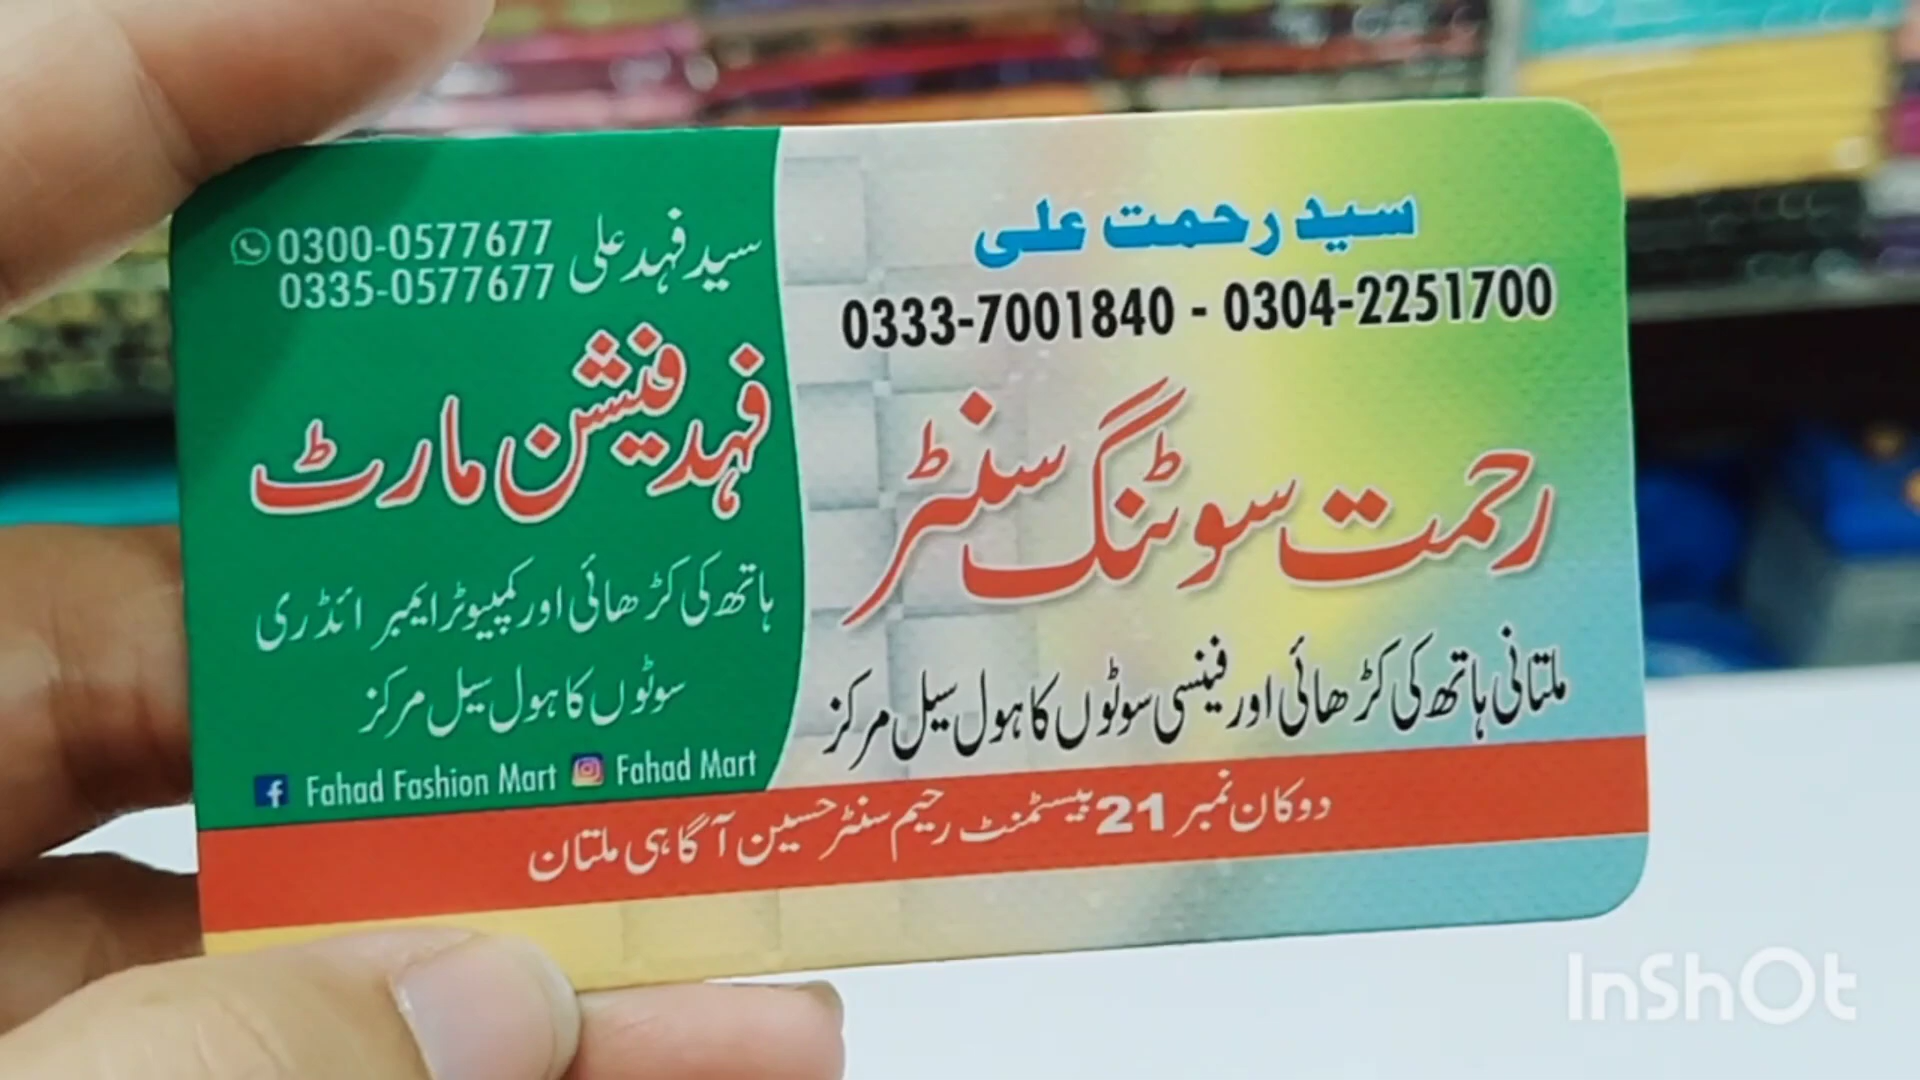 سید رحمت علی
0333-7001840 - 0304-2251700
رحمت سوٹنگ سنٹر
ملتانی ہاتھ کی کڑھائی اور فینسی سوٹوں کا ہول سیل مرکز
سید فہد علی 0300-0577677
0335-0577677
فہد فیشن مارٹ
ہاتھ کی کڑھائی اور کمپیوٹر ایمبرائڈری
سوٹوں کا ہول سیل مرکز
Fahad Fashion Mart Fahad Mart
دوکان نمبر 21 بیسٹمنٹ رحیم سنٹر حسین آگاہی ملتان
InShOt